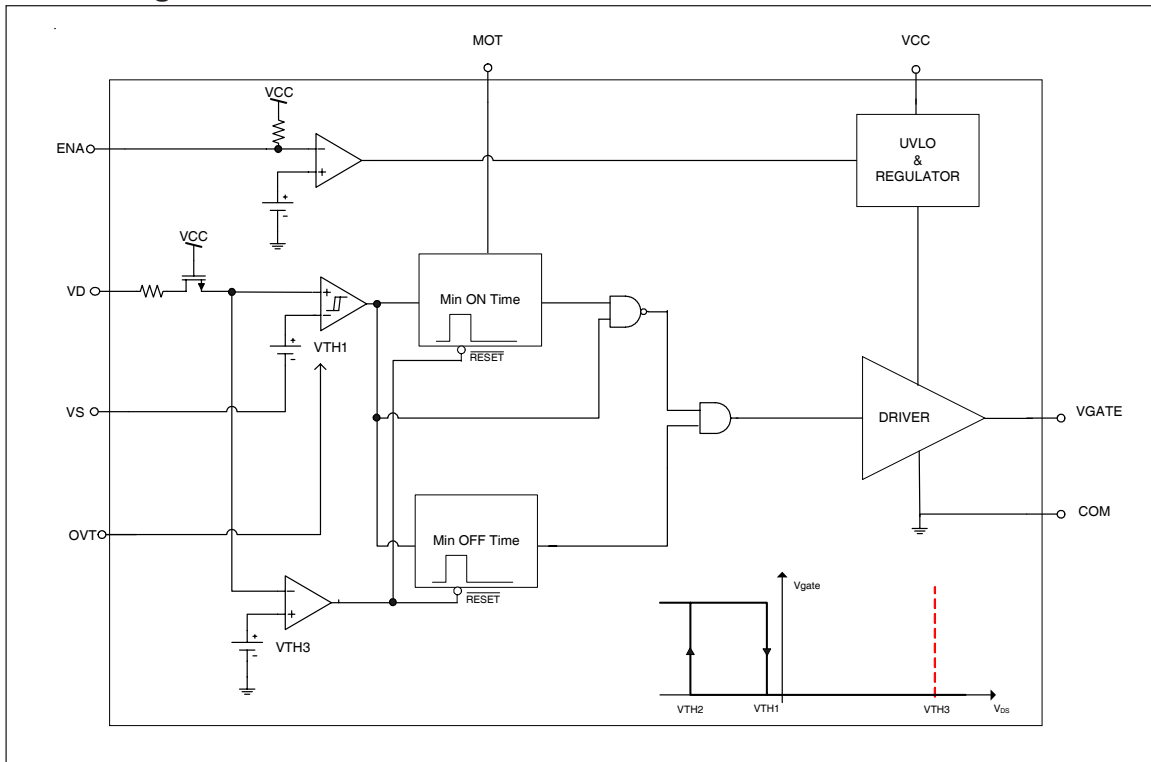 MOT
VCC
VCC
ENA
UVLO
&
REGULATOR
VCC
VD
Min ON Time
RESET
VTH1
VS
DRIVER
VGATE
COM
OVT
Min OFF Time
RESET
VTH3
Vgate
VTH2
VTH1
VTH3
VDS